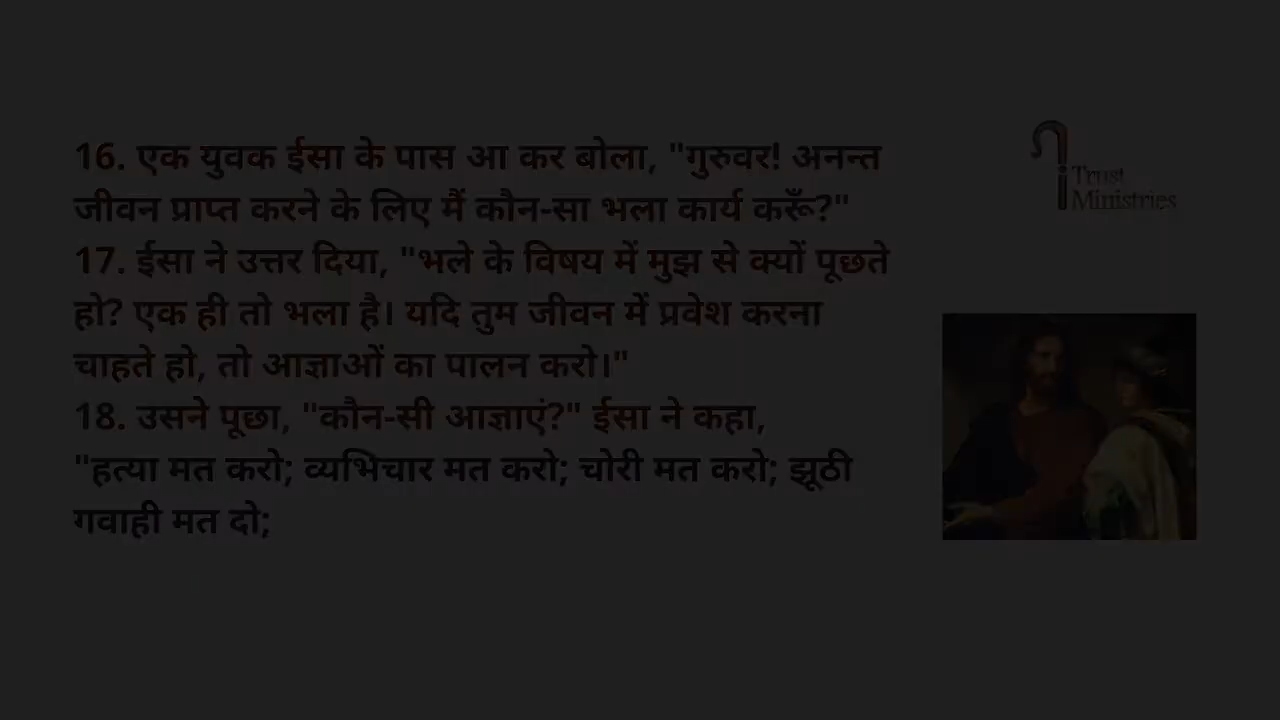 16. एक युवक ईसा के पास आ कर बोला, "गुरुवर! अनन्त
जीवन प्राप्त करने के लिए मैं कौन-सा भला कार्य करूँ?"
17. ईसा ने उत्तर दिया, "भले के विषय में मुझ से क्यों पूछते
हो? एक ही तो भला है। यदि तुम जीवन में प्रवेश करना
चाहते हो, तो आज्ञाओं का पालन करो।"
18. उसने पूछा, "कौन-सी आज्ञाएं?" ईसा ने कहा,
"हत्या मत करो; व्यभिचार मत करो; चोरी मत करो; झूठी
गवाही मत दो;
Trust
Ministries